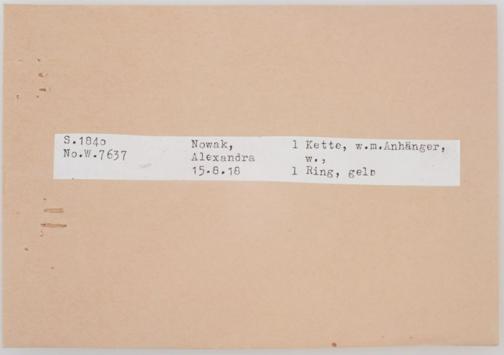 S.1840 Nowak, 1 Kette, w.m.Anhänger,
No.W.7637 Alexandra w.,
15.8.18 1 Ring, gelb